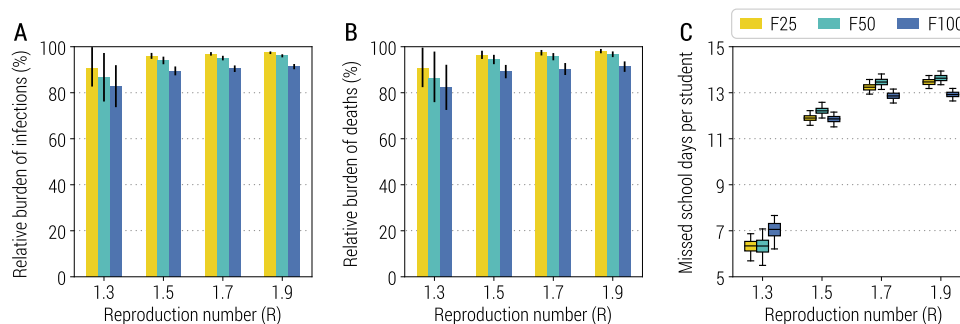 F25 F50 F100
A
Relative burden of infections (%)
100
80
60
40
20
0
1.3 1.5 1.7 1.9
Reproduction number (R)
B
Relative burden of deaths (%)
100
80
60
40
20
0
1.3 1.5 1.7 1.9
Reproduction number (R)
C
Missed school days per student
15
13
11
9
7
5
1.3 1.5 1.7 1.9
Reproduction number (R)